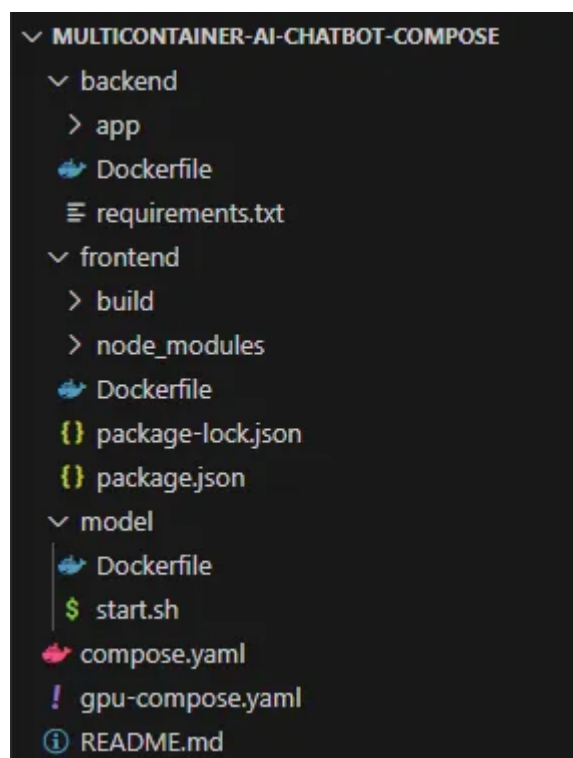 MULTICONTAINER-AI-CHATBOT-COMPOSE
backend
app
Dockerfile
requirements.txt
frontend
build
node_modules
Dockerfile
{} package-lock.json
{} package.json
model
Dockerfile
$ start.sh
compose.yaml
! gpu-compose.yaml
README.md